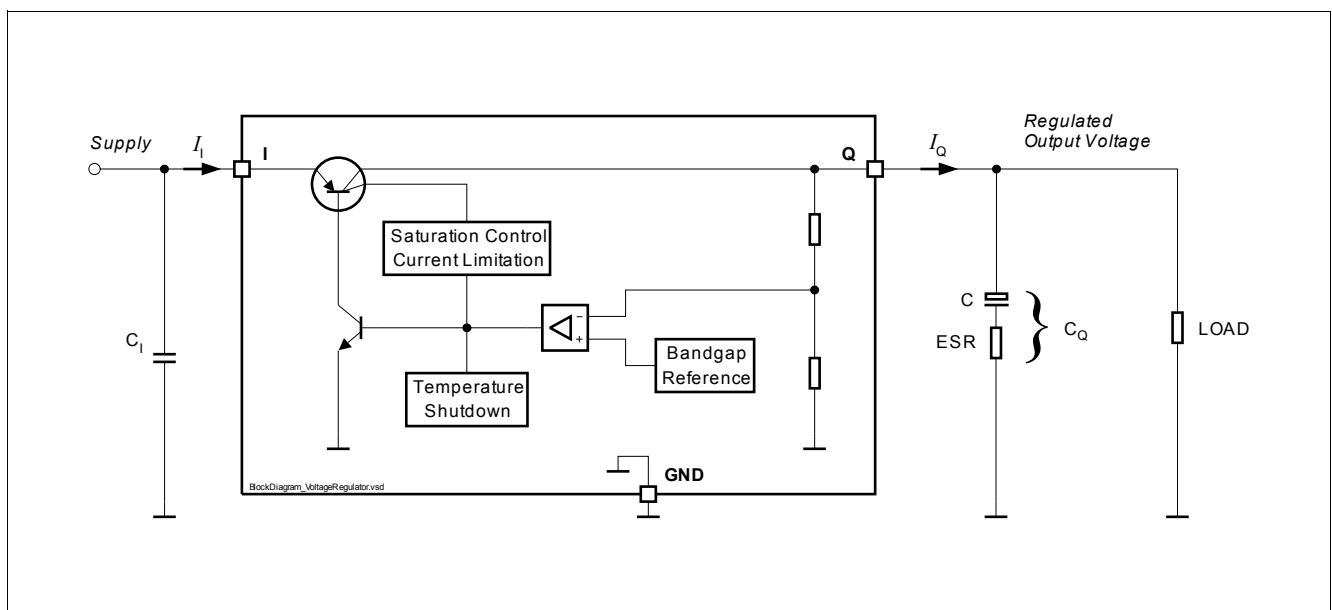 Supply
I_I
I
Q
I_Q
Regulated
Output Voltage
Saturation Control
Current Limitation
C_I
-
+
Bandgap
Reference
Temperature
Shutdown
C
ESR
C_Q
LOAD
GND
BlockDiagram_VoltageRegulator.vsd